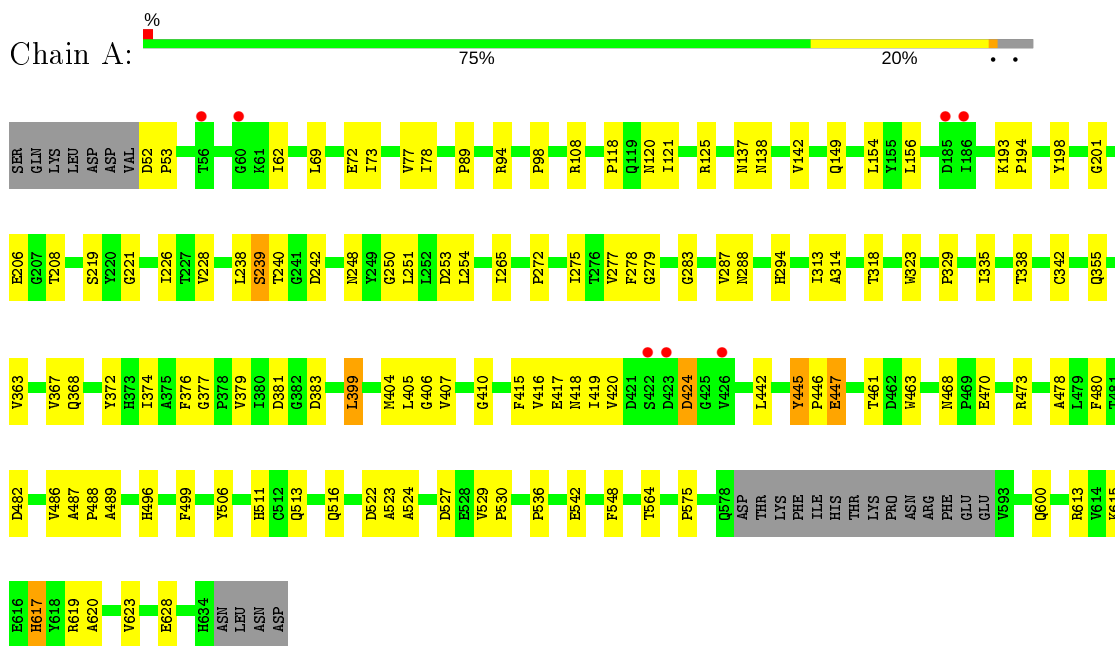 %
Chain A:
75% 20% • •
SER GLN LYS LEU ASP ASP VAL D52 P53 T56 G60 K61 I62 L69 E72 I73 V77 I78 P89 R94 P98 R108 P118 Q119 N120 I121 R125 N137 N138 V142 Q149 L154 Y155 L156 D185 I186 K193 P194 Y198 G201
E206 G207 T208 S219 Y220 G221 I226 T227 V228 L238 S239 T240 G241 D242 N248 Y249 G250 L251 L252 D253 L254 I265 P272 I275 T276 V277 F278 G279 G283 V287 N288 H294 I313 A314 T318 W323 P329 I335 T338 C342 Q355
V363 V367 Q368 Y372 H373 I374 A375 F376 G377 P378 V379 I380 D381 G382 D383 L399 M404 L405 G406 V407 G410 F415 V416 E417 N418 I419 V420 D421 S422 D423 D424 G425 V426 L442 Y445 P446 E447 T461 D462 W463 N468 P469 E470 R473 A478 L479 F480 T481
D482 V486 A487 P488 A489 H496 F499 Y506 H511 C512 Q513 Q516 D522 A523 A524 D527 E528 V529 P530 P536 E542 F548 T564 P575 Q578 ASP THR LYS PHE ILE HIS THR LYS PRO ASN ARG PHE GLU GLU V593 Q600 R613 V614 K615
E616 H617 Y618 R619 A620 V623 E628 H634 ASN LEU ASN ASP